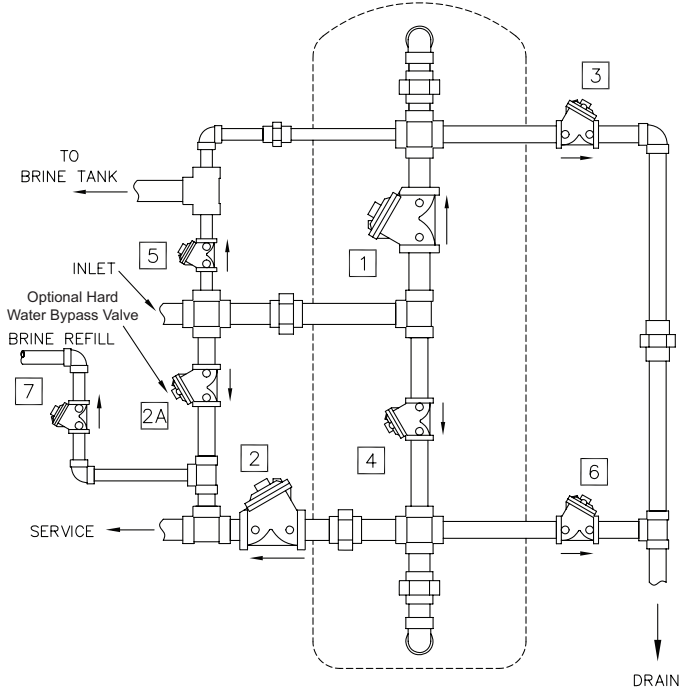 3
TO
BRINE TANK
5
1
INLET
Optional Hard
Water Bypass Valve
BRINE REFILL
7
2A
2
4
6
SERVICE
DRAIN